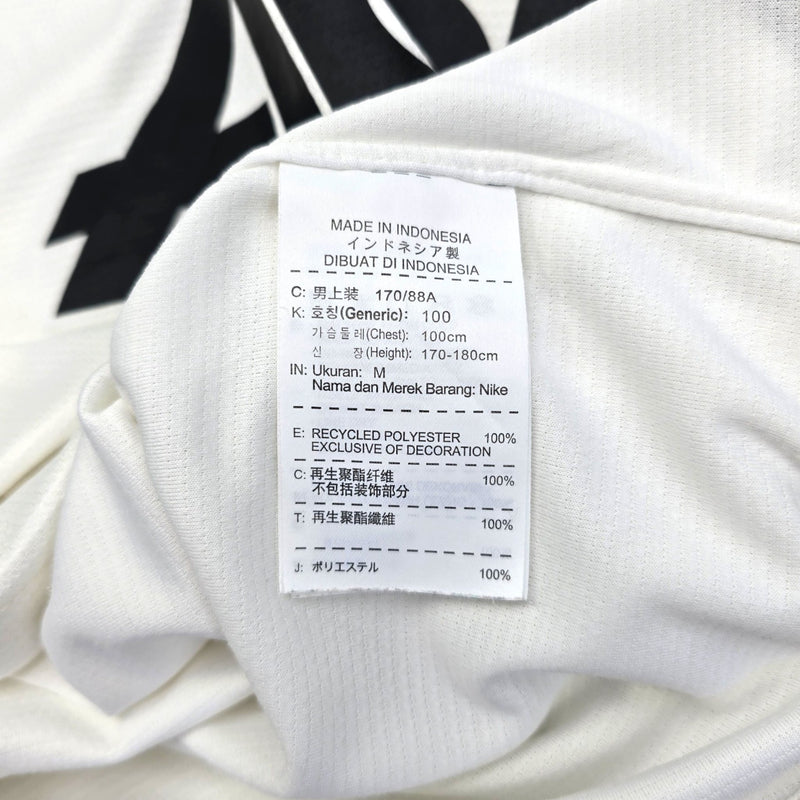 MADE IN INDONESIA
インドネシア製
DIBUAT DI INDONESIA
C: 男上装 170/88A
K: 호칭(Generic): 100
가슴둘레(Chest): 100cm
신 장(Height): 170-180cm
IN: Ukuran: M
Nama dan Merek Barang: Nike
E: RECYCLED POLYESTER 100%
EXCLUSIVE OF DECORATION
C: 再生聚酯纤维 100%
不包括装饰部分
T: 再生聚酯纖維 100%
J: ポリエステル 100%